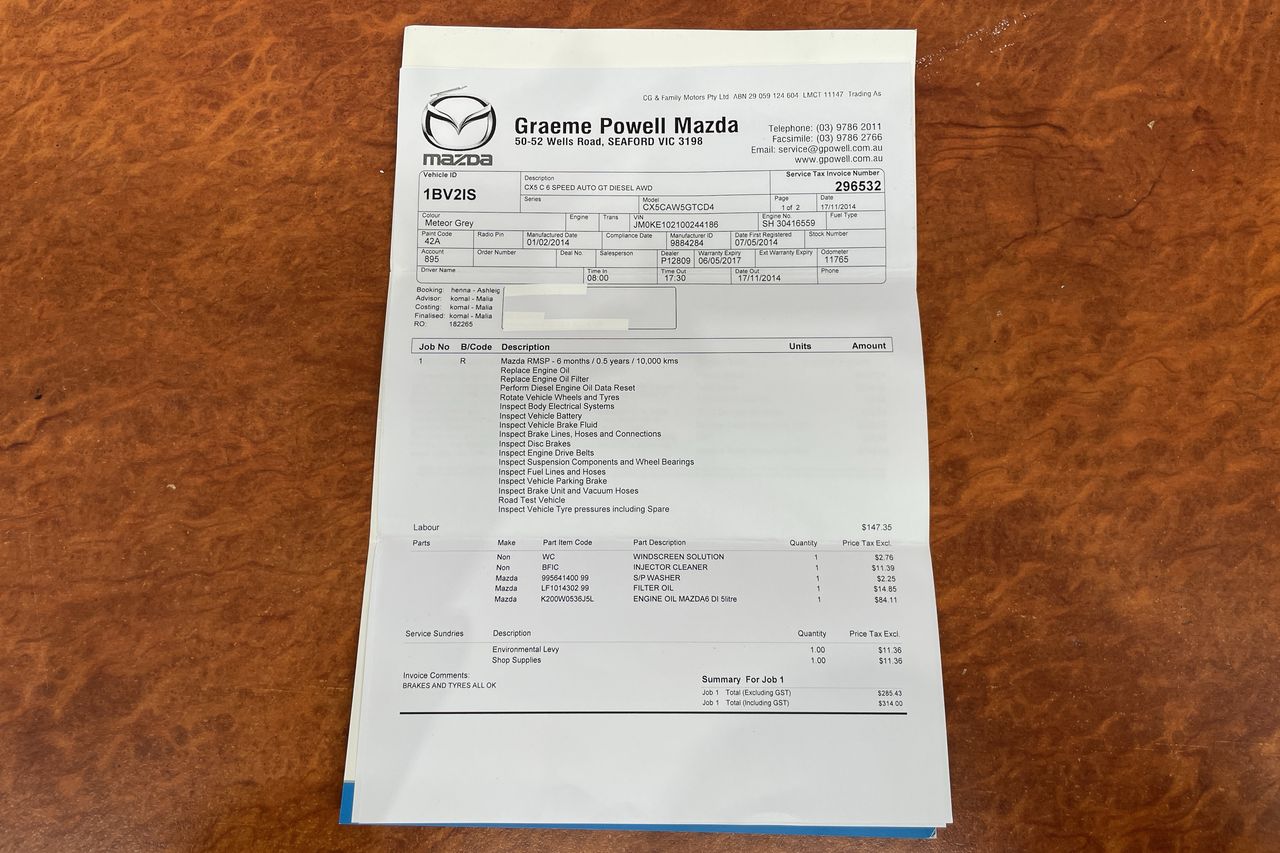 CG & Family Motors Pty Ltd ABN 29 059 124 604 LMCT 11147 Trading As
mazda
Graeme Powell Mazda
50-52 Wells Road, SEAFORD VIC 3198
Telephone: (03) 9786 2011
Facsimile: (03) 9786 2766
Email: service@gpowell.com.au
www.gpowell.com.au
Vehicle ID Description Service Tax Invoice Number
1BV2IS CX5 C 6 SPEED AUTO GT DIESEL AWD 296532
Series Model Page Date
CX5CAW5GTCD4 1 of 2 17/11/2014
Colour Engine Trans VIN Engine No. Fuel Type
Meteor Grey JM0KE102100244186 SH 30416559
Paint Code Radio Pin Manufactured Date Compliance Date Manufacturer ID Date First Registered Stock Number
42A 01/02/2014 9884284 07/05/2014
Account Order Number Deal No. Salesperson Dealer Warranty Expiry Ext Warranty Expiry Odometer
895 P12809 06/05/2017 11765
Driver Name Time In Time Out Date Out Phone
08:00 17:30 17/11/2014
Booking: henna - Ashleig
Advisor: komal - Malia
Costing: komal - Malia
Finalised: komal - Malia
RO: 182265
Job No B/Code Description Units Amount
1 R Mazda RMSP - 6 months / 0.5 years / 10,000 kms
Replace Engine Oil
Replace Engine Oil Filter
Perform Diesel Engine Oil Data Reset
Rotate Vehicle Wheels and Tyres
Inspect Body Electrical Systems
Inspect Vehicle Battery
Inspect Vehicle Brake Fluid
Inspect Brake Lines, Hoses and Connections
Inspect Disc Brakes
Inspect Engine Drive Belts
Inspect Suspension Components and Wheel Bearings
Inspect Fuel Lines and Hoses
Inspect Vehicle Parking Brake
Inspect Brake Unit and Vacuum Hoses
Road Test Vehicle
Inspect Vehicle Tyre pressures including Spare
Labour $147.35
Parts Make Part Item Code Part Description Quantity Price Tax Excl.
Non WC WINDSCREEN SOLUTION 1 $2.76
Non BFIC INJECTOR CLEANER 1 $11.39
Mazda 995641400 99 S/P WASHER 1 $2.25
Mazda LF1014302 99 FILTER OIL 1 $14.85
Mazda K200W0536J5L ENGINE OIL MAZDA6 DI 5litre 1 $84.11
Service Sundries Description Quantity Price Tax Excl.
Environmental Levy 1.00 $11.36
Shop Supplies 1.00 $11.36
Invoice Comments:
BRAKES AND TYRES ALL OK
Summary For Job 1
Job 1 Total (Excluding GST) $285.43
Job 1 Total (Including GST) $314.00